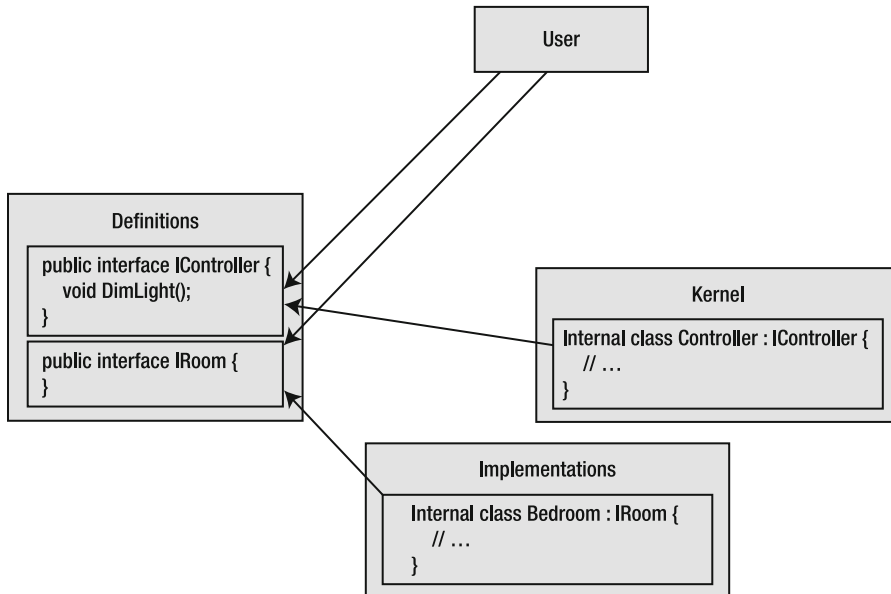 User
Definitions
public interface IController {
void DimLight();
}
public interface IRoom {
}
Kernel
Internal class Controller : IController {
// …
}
Implementations
Internal class Bedroom : IRoom {
// …
}